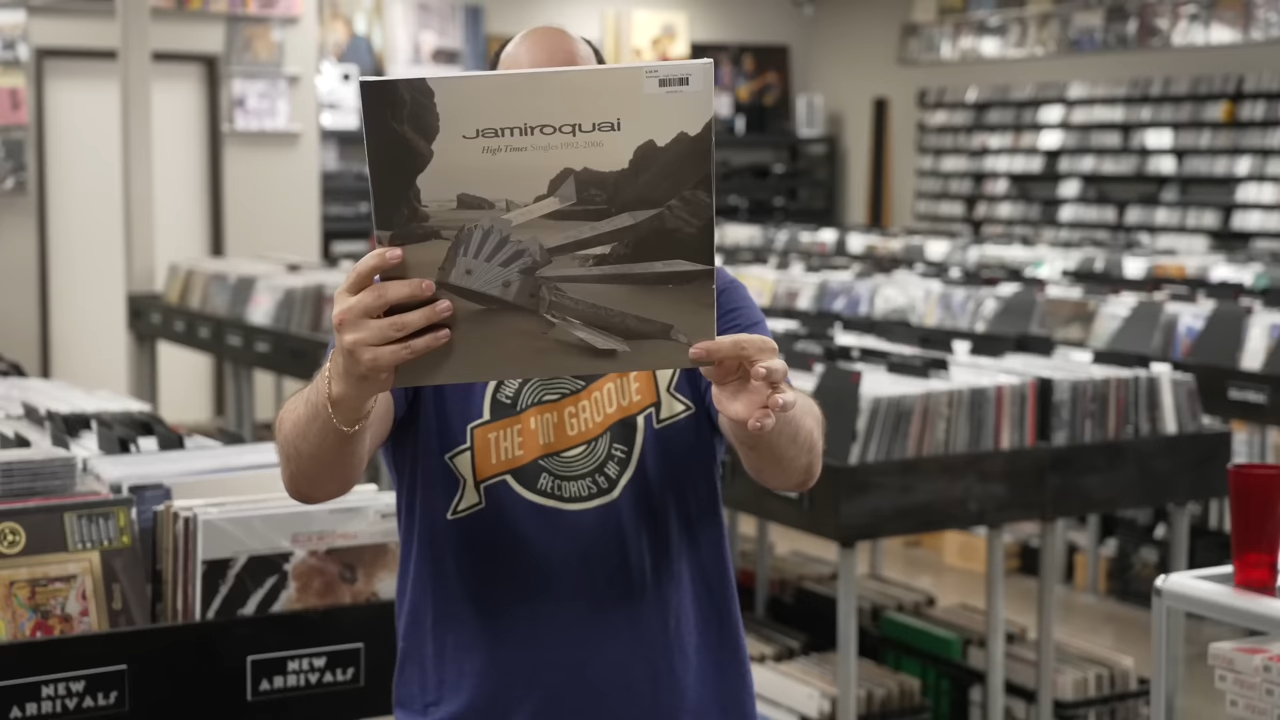 Jamiroquai
High Times Singles 1992-2006
THE 'IN' GROOVE
RECORDS & HI-FI
NEW
ARRIVALS
NEW
ARRIVALS